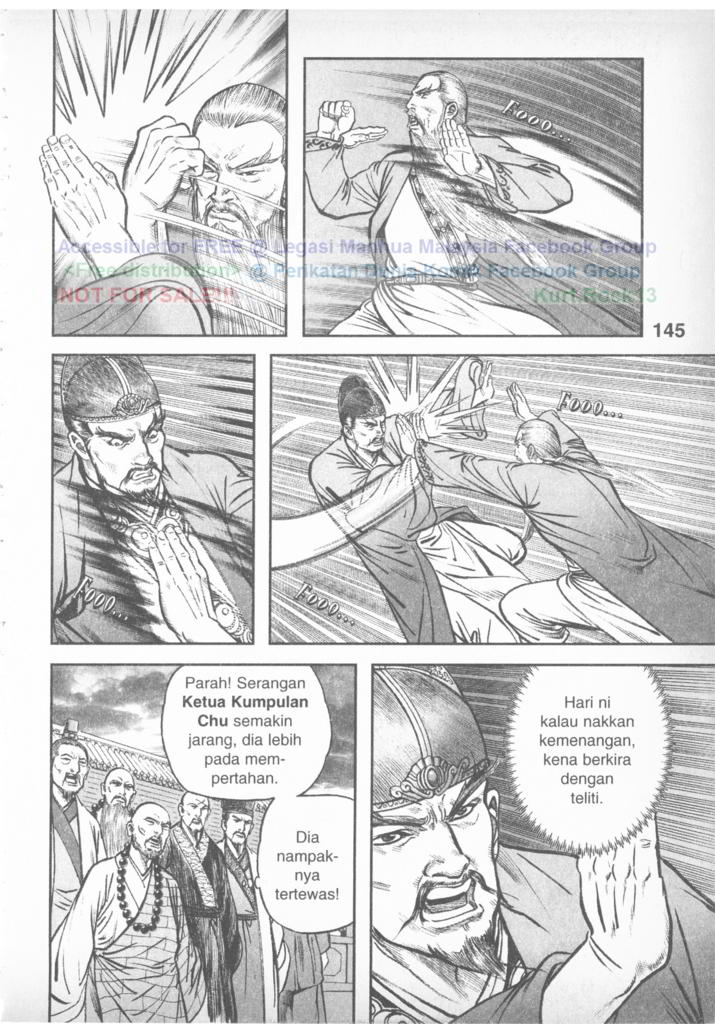 Fooo...
Accessible for FREE @ Legasi Manhua Malaysia Facebook Group
<Free distribution> @ Perikatan Dunia Komik Facebook Group
NOT FOR SALE!!! Kurt Rock13
145
Fooo...
Fooo...
Fooo...
Parah! Serangan
Ketua Kumpulan
Chu semakin
jarang, dia lebih
pada mem-
pertahan.
Dia
nampak-
nya
tertewas!
Hari ni
kalau nakkan
kemenangan,
kena berkira
dengan
teliti.